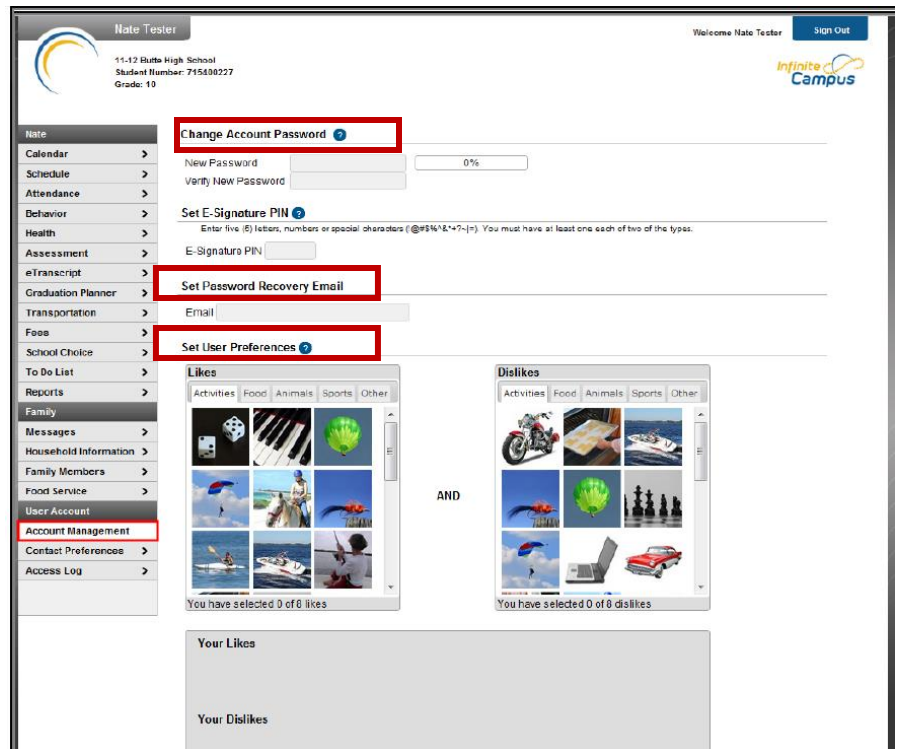 Nate Tester
Welcome Nate Tester
Sign Out
11-12 Butte High School
Student Number: 715400227
Grade: 10
Infinite Campus
Nate
Calendar
Schedule
Attendance
Behavior
Health
Assessment
eTranscript
Graduation Planner
Transportation
Fees
School Choice
To Do List
Reports
Family
Messages
Household Information
Family Members
Food Service
User Account
Account Management
Contact Preferences
Access Log
Change Account Password ?
New Password
0%
Verify New Password
Set E-Signature PIN ?
Enter five (5) letters, numbers or special characters (!@#$%^&*+?~|=). You must have at least one each of two of the types.
E-Signature PIN
Set Password Recovery Email
Email
Set User Preferences ?
Likes
Activities Food Animals Sports Other
You have selected 0 of 8 likes
AND
Dislikes
Activities Food Animals Sports Other
You have selected 0 of 8 dislikes
Your Likes
Your Dislikes